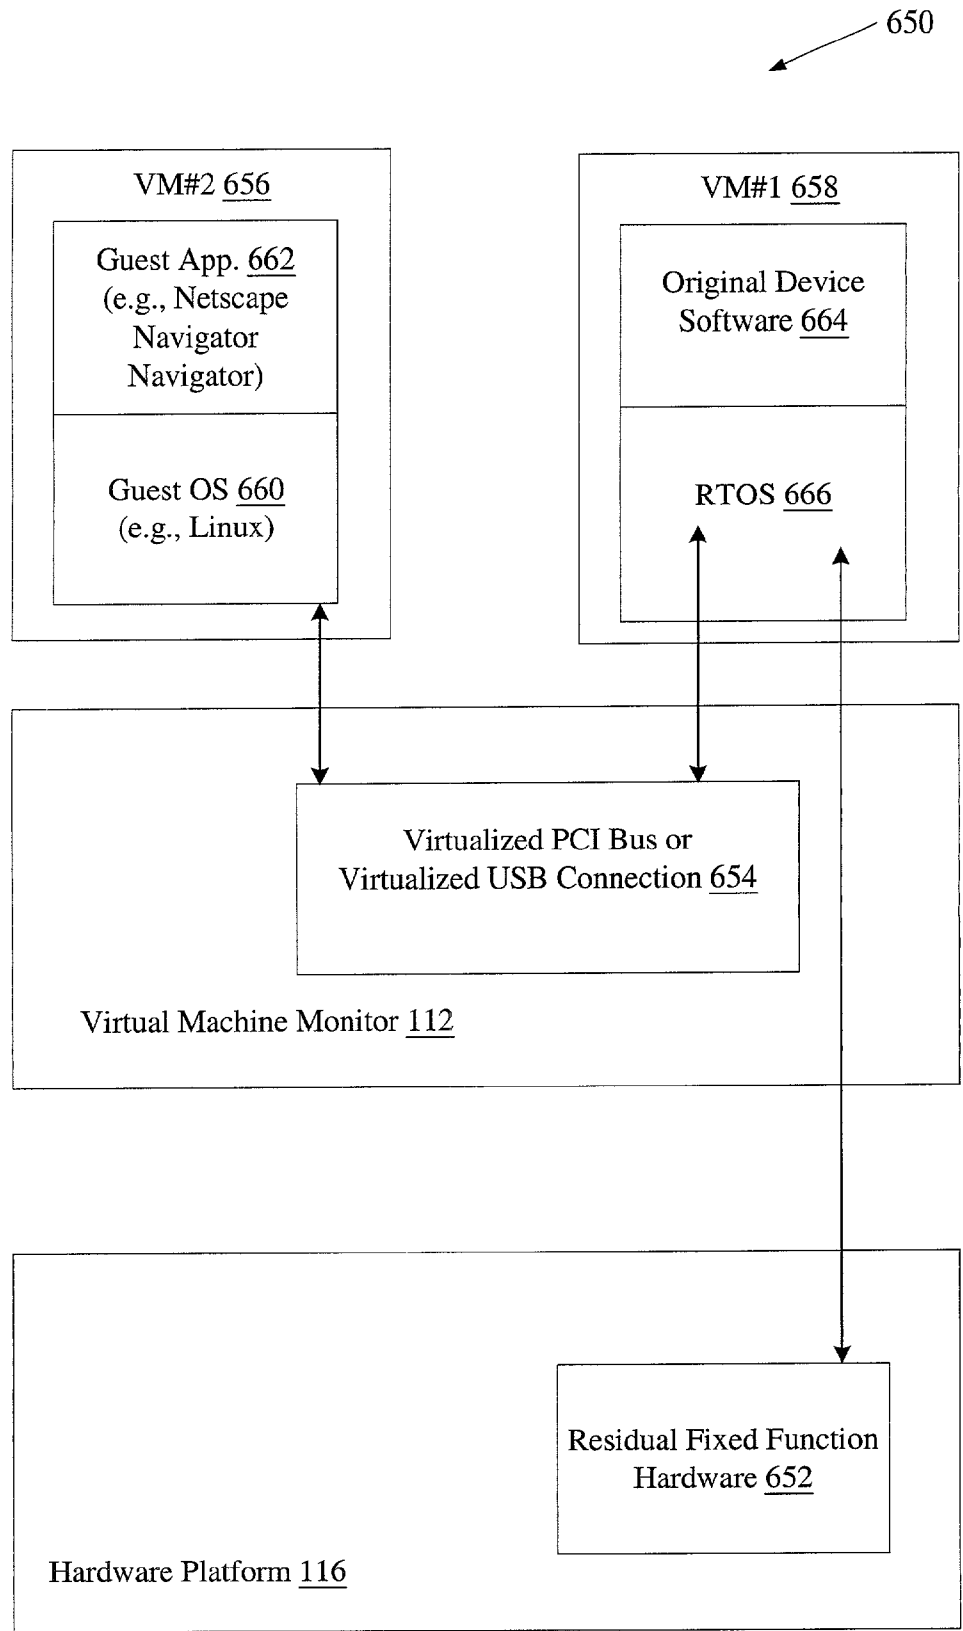 650
VM#2 656
Guest App. 662
(e.g., Netscape
Navigator
Navigator)
Guest OS 660
(e.g., Linux)
VM#1 658
Original Device
Software 664
RTOS 666
Virtualized PCI Bus or
Virtualized USB Connection 654
Virtual Machine Monitor 112
Residual Fixed Function
Hardware 652
Hardware Platform 116